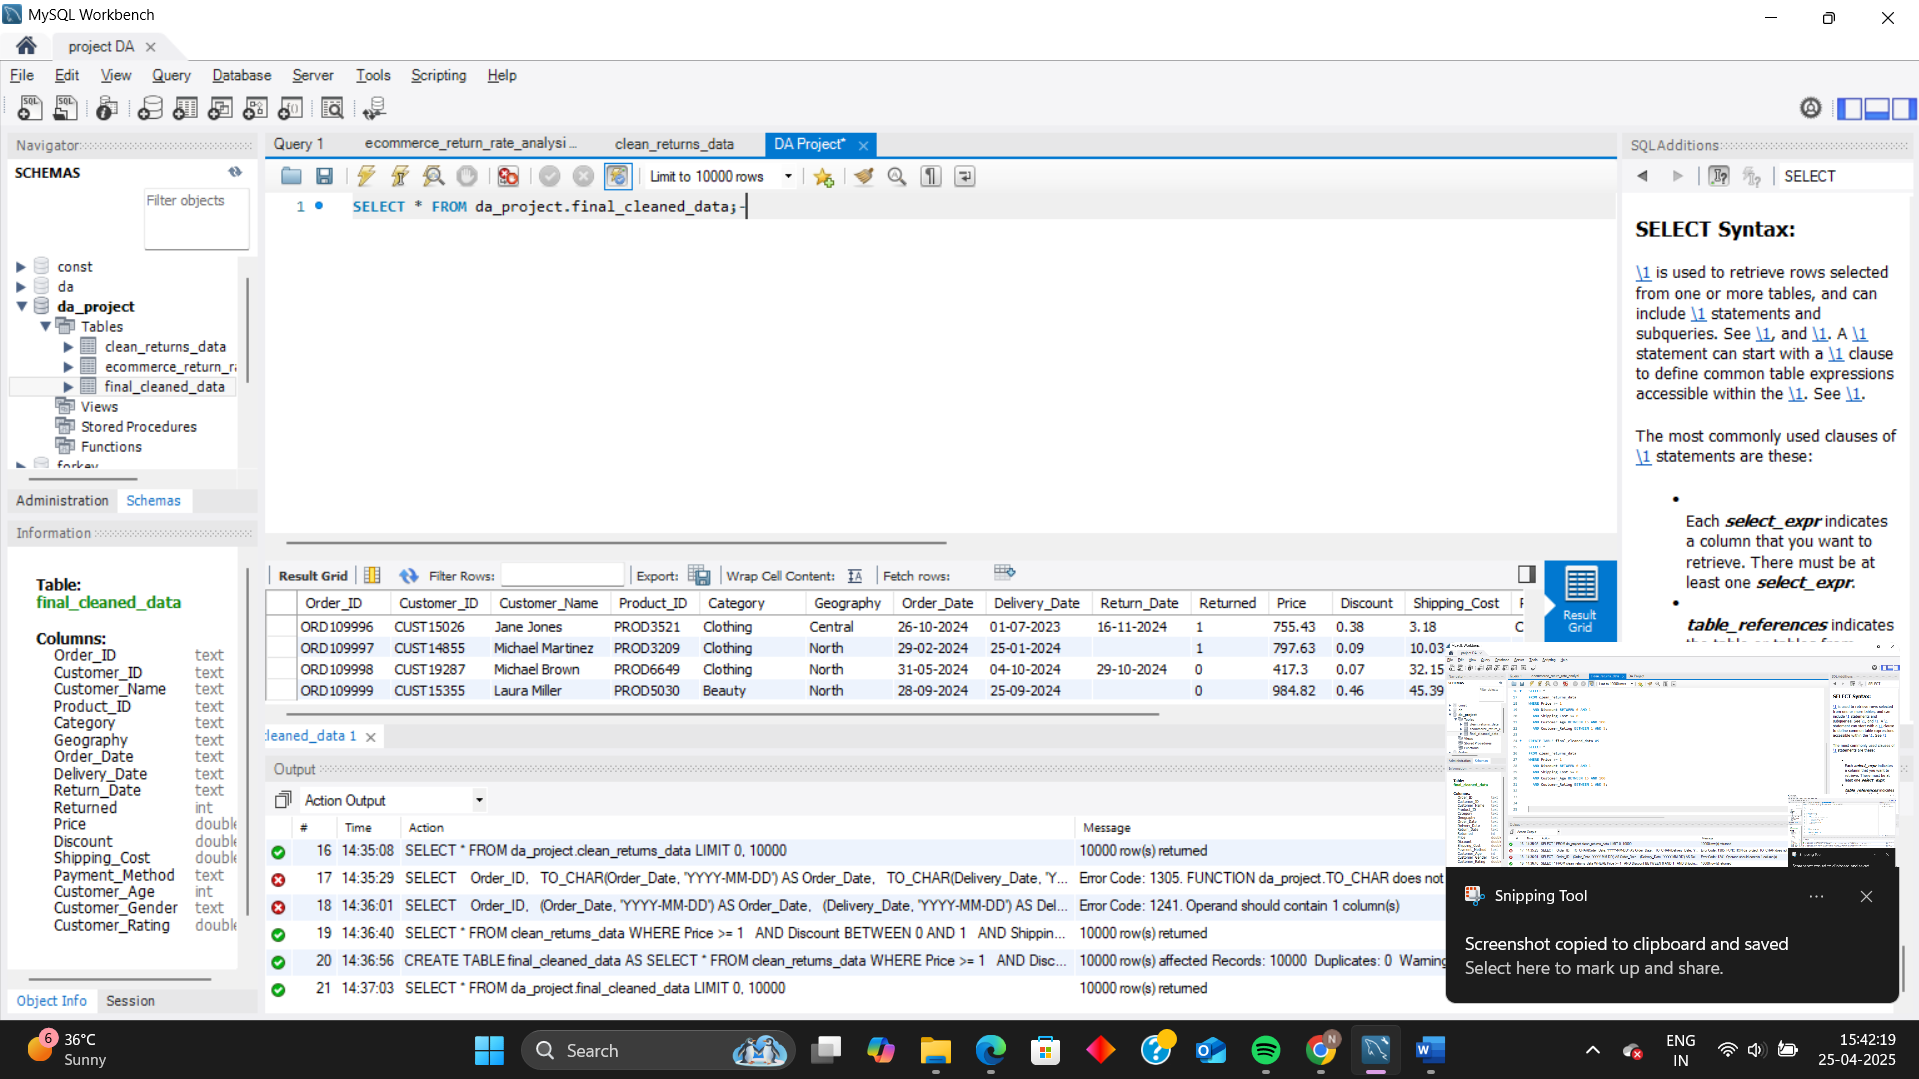 MySQL Workbench
project DA
File Edit View Query Database Server Tools Scripting Help
Navigator
SCHEMAS
Filter objects
const
da
da_project
Tables
clean_returns_data
ecommerce_return_r
final_cleaned_data
Views
Stored Procedures
Functions
forkey
Administration Schemas
Information
Table:
final_cleaned_data
Columns:
Order_ID text
Customer_ID text
Customer_Name text
Product_ID text
Category text
Geography text
Order_Date text
Delivery_Date text
Return_Date text
Returned int
Price double
Discount double
Shipping_Cost double
Payment_Method text
Customer_Age int
Customer_Gender text
Customer_Rating double
Object Info Session
Query 1 ecommerce_return_rate_analysi... clean_returns_data DA Project*
Limit to 10000 rows
1 SELECT * FROM da_project.final_cleaned_data;-
Result Grid Filter Rows: Export: Wrap Cell Content: Fetch rows:
Order_ID Customer_ID Customer_Name Product_ID Category Geography Order_Date Delivery_Date Return_Date Returned Price Discount Shipping_Cost
ORD109996 CUST15026 Jane Jones PROD3521 Clothing Central 26-10-2024 01-07-2023 16-11-2024 1 755.43 0.38 3.18 C
ORD109997 CUST14855 Michael Martinez PROD3209 Clothing North 29-02-2024 25-01-2024 1 797.63 0.09 10.03
ORD109998 CUST19287 Michael Brown PROD6649 Clothing North 31-05-2024 04-10-2024 29-10-2024 0 417.3 0.07 32.15
ORD109999 CUST15355 Laura Miller PROD5030 Beauty North 28-09-2024 25-09-2024 0 984.82 0.46 45.39
Result
Grid
leaned_data 1
Output
Action Output
# Time Action Message
16 14:35:08 SELECT * FROM da_project.clean_returns_data LIMIT 0, 10000 10000 row(s) returned
17 14:35:29 SELECT Order_ID, TO_CHAR(Order_Date, 'YYYY-MM-DD') AS Order_Date, TO_CHAR(Delivery_Date, 'Y... Error Code: 1305. FUNCTION da_project.TO_CHAR does not
18 14:36:01 SELECT Order_ID, (Order_Date, 'YYYY-MM-DD') AS Order_Date, (Delivery_Date, 'YYYY-MM-DD') AS Del... Error Code: 1241. Operand should contain 1 column(s)
19 14:36:40 SELECT * FROM clean_returns_data WHERE Price >= 1 AND Discount BETWEEN 0 AND 1 AND Shippin... 10000 row(s) returned
20 14:36:56 CREATE TABLE final_cleaned_data AS SELECT * FROM clean_returns_data WHERE Price >= 1 AND Disc... 10000 row(s) affected Records: 10000 Duplicates: 0 Warning
21 14:37:03 SELECT * FROM da_project.final_cleaned_data LIMIT 0, 10000 10000 row(s) returned
SQLAdditions
SELECT
SELECT Syntax:
\1 is used to retrieve rows selected
from one or more tables, and can
include \1 statements and
subqueries. See \1, and \1. A \1
statement can start with a \1 clause
to define common table expressions
accessible within the \1. See \1.
The most commonly used clauses of
\1 statements are these:
Each select_expr indicates
a column that you want to
retrieve. There must be at
least one select_expr.
table_references indicates
Snipping Tool
Screenshot copied to clipboard and saved
Select here to mark up and share.
6
36°C
Sunny
Search
N
ENG
IN
15:42:19
25-04-2025